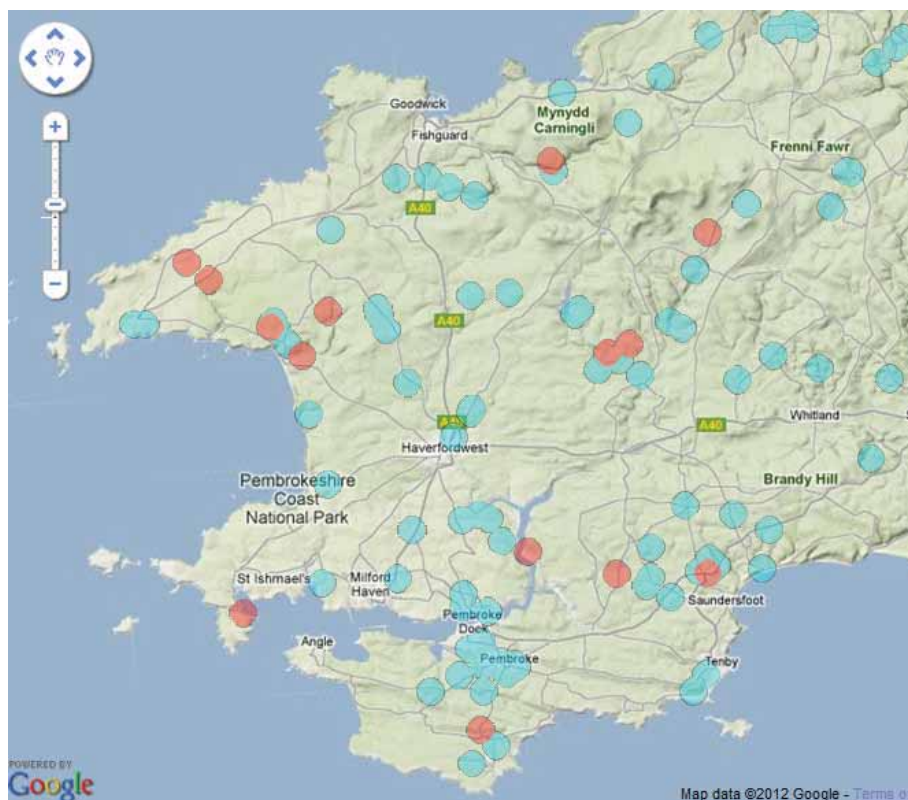 Goodwick
Fishguard
Mynydd
Carningli
Frenni Fawr
A40
A40
A40
Haverfordwest
A40
Whitland
Brandy Hill
Pembrokeshire
Coast
National Park
St Ishmael's
Milford
Haven
Pembroke
Dock
Saundersfoot
Angle
Pembroke
Tenby
POWERED BY
Google
Map data ©2012 Google - Terms o